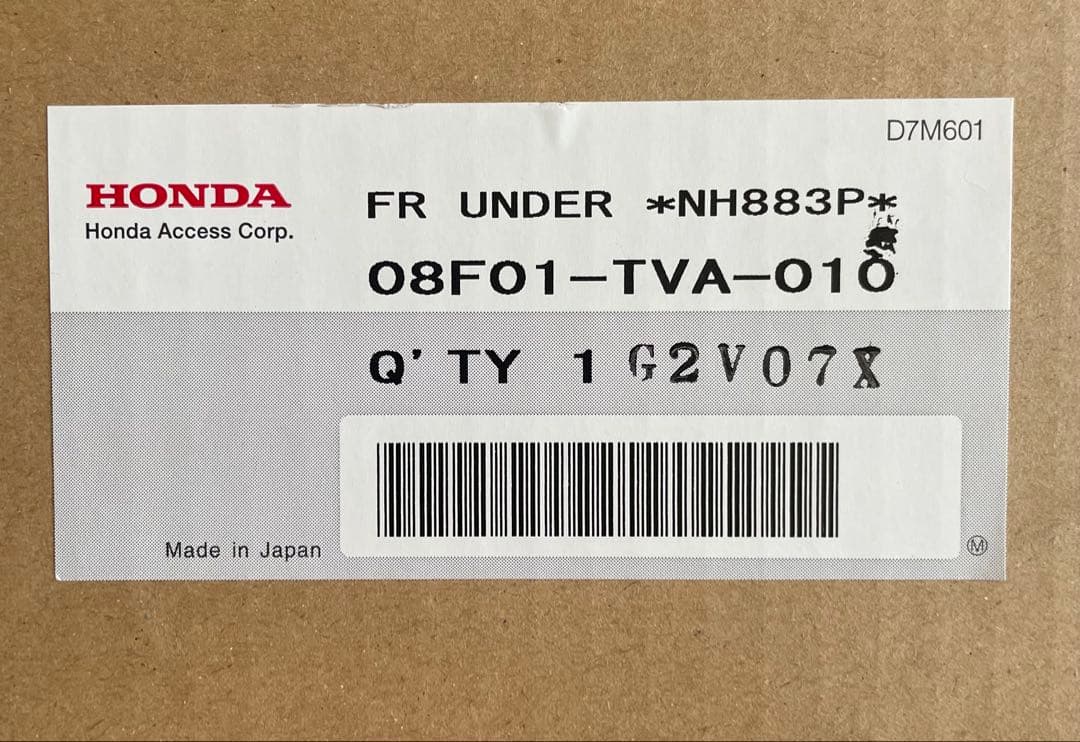 D7M601
HONDA
Honda Access Corp.
FR UNDER *NH883P*
08F01-TVA-010
Q'TY 1 G2V07X
Made in Japan
M